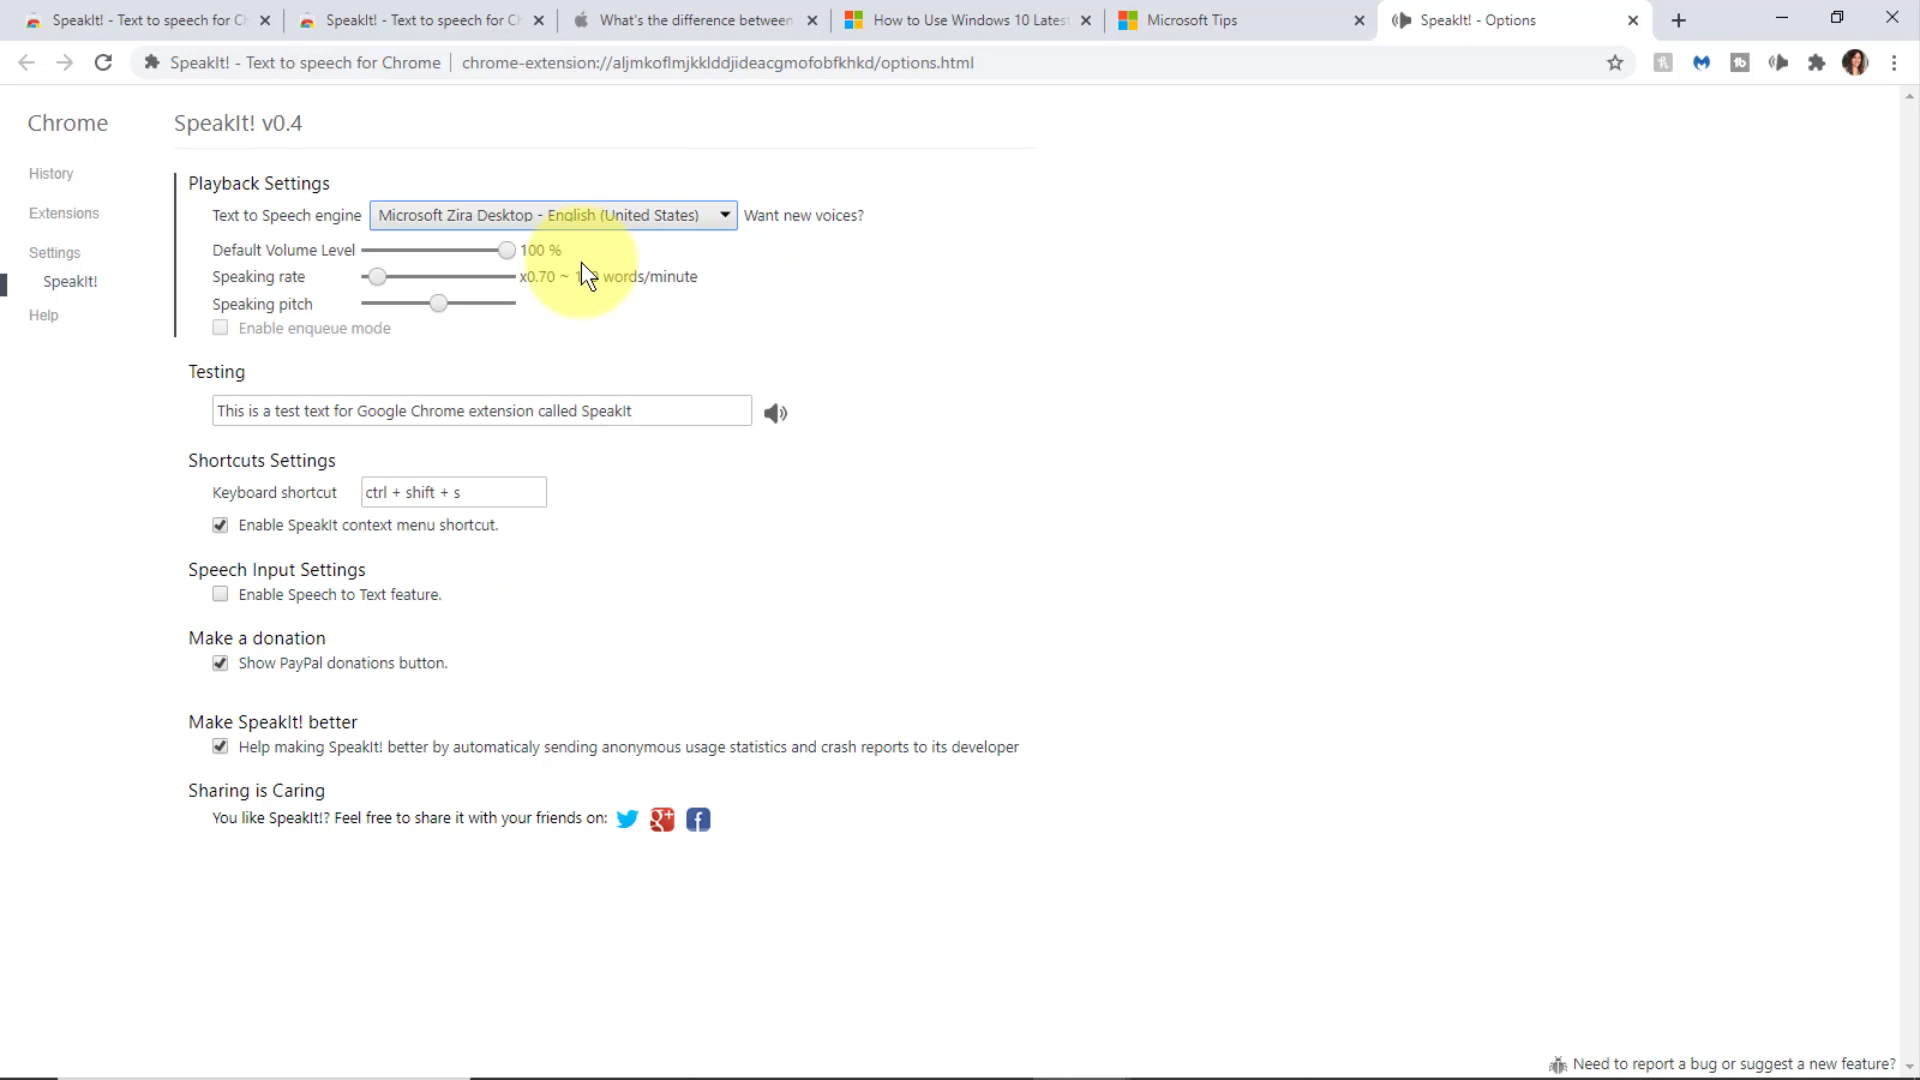 SpeakIt! - Text to speech for Ch
SpeakIt! - Text to speech for Ch
What's the difference between
How to Use Windows 10 Latest
Microsoft Tips
SpeakIt! - Options
SpeakIt! - Text to speech for Chrome | chrome-extension://aljmkoflmjkklddjideacgmofobfkhkd/options.html
Chrome
History
Extensions
Settings
SpeakIt!
Help
SpeakIt! v0.4
Playback Settings
Text to Speech engine Microsoft Zira Desktop - English (United States) Want new voices?
Default Volume Level 100 %
Speaking rate x0.70 ~ words/minute
Speaking pitch
Enable enqueue mode
Testing
This is a test text for Google Chrome extension called SpeakIt
Shortcuts Settings
Keyboard shortcut ctrl + shift + s
Enable SpeakIt context menu shortcut.
Speech Input Settings
Enable Speech to Text feature.
Make a donation
Show PayPal donations button.
Make SpeakIt! better
Help making SpeakIt! better by automaticaly sending anonymous usage statistics and crash reports to its developer
Sharing is Caring
You like SpeakIt!? Feel free to share it with your friends on:
Need to report a bug or suggest a new feature?